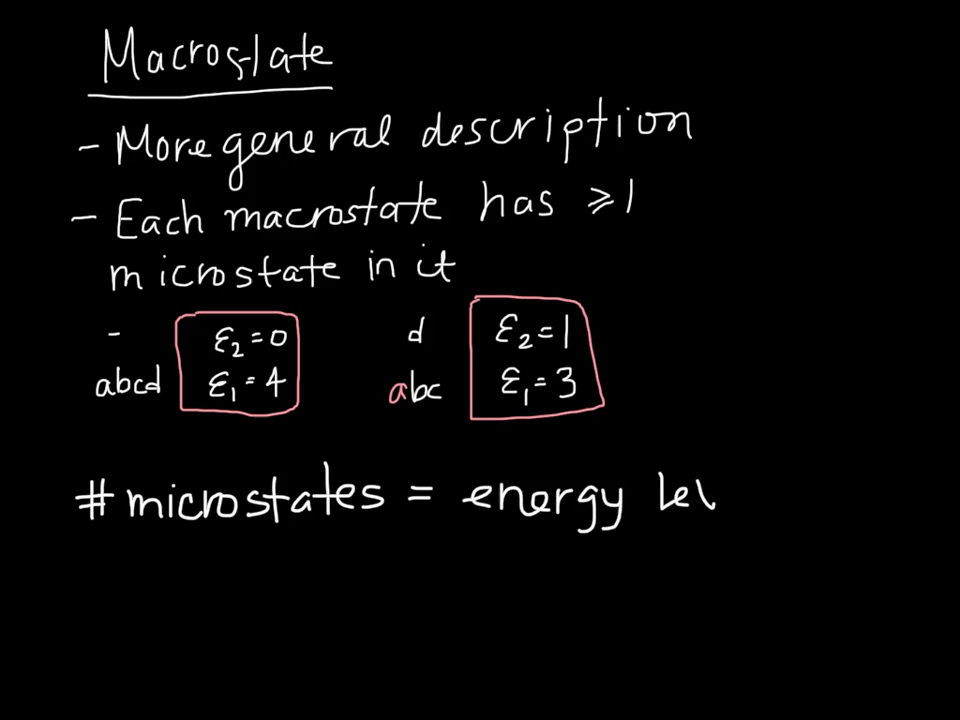 Macrostate
- More general description
- Each macrostate has ⩾1
microstate in it
- ε₂=0 d ε₂=1
abcd ε₁=4 abc ε₁=3
#microstates = energy lev